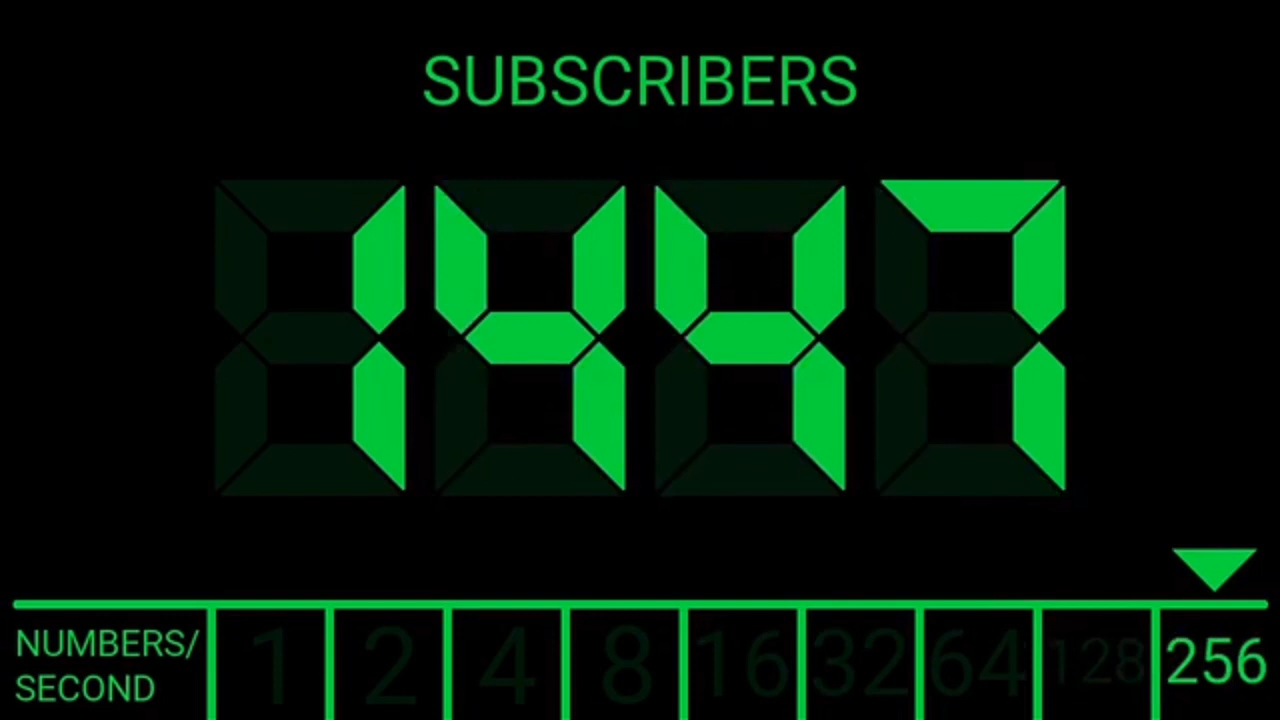 SUBSCRIBERS
1447
NUMBERS/
SECOND
1 2 4 8 16 32 64 128 256